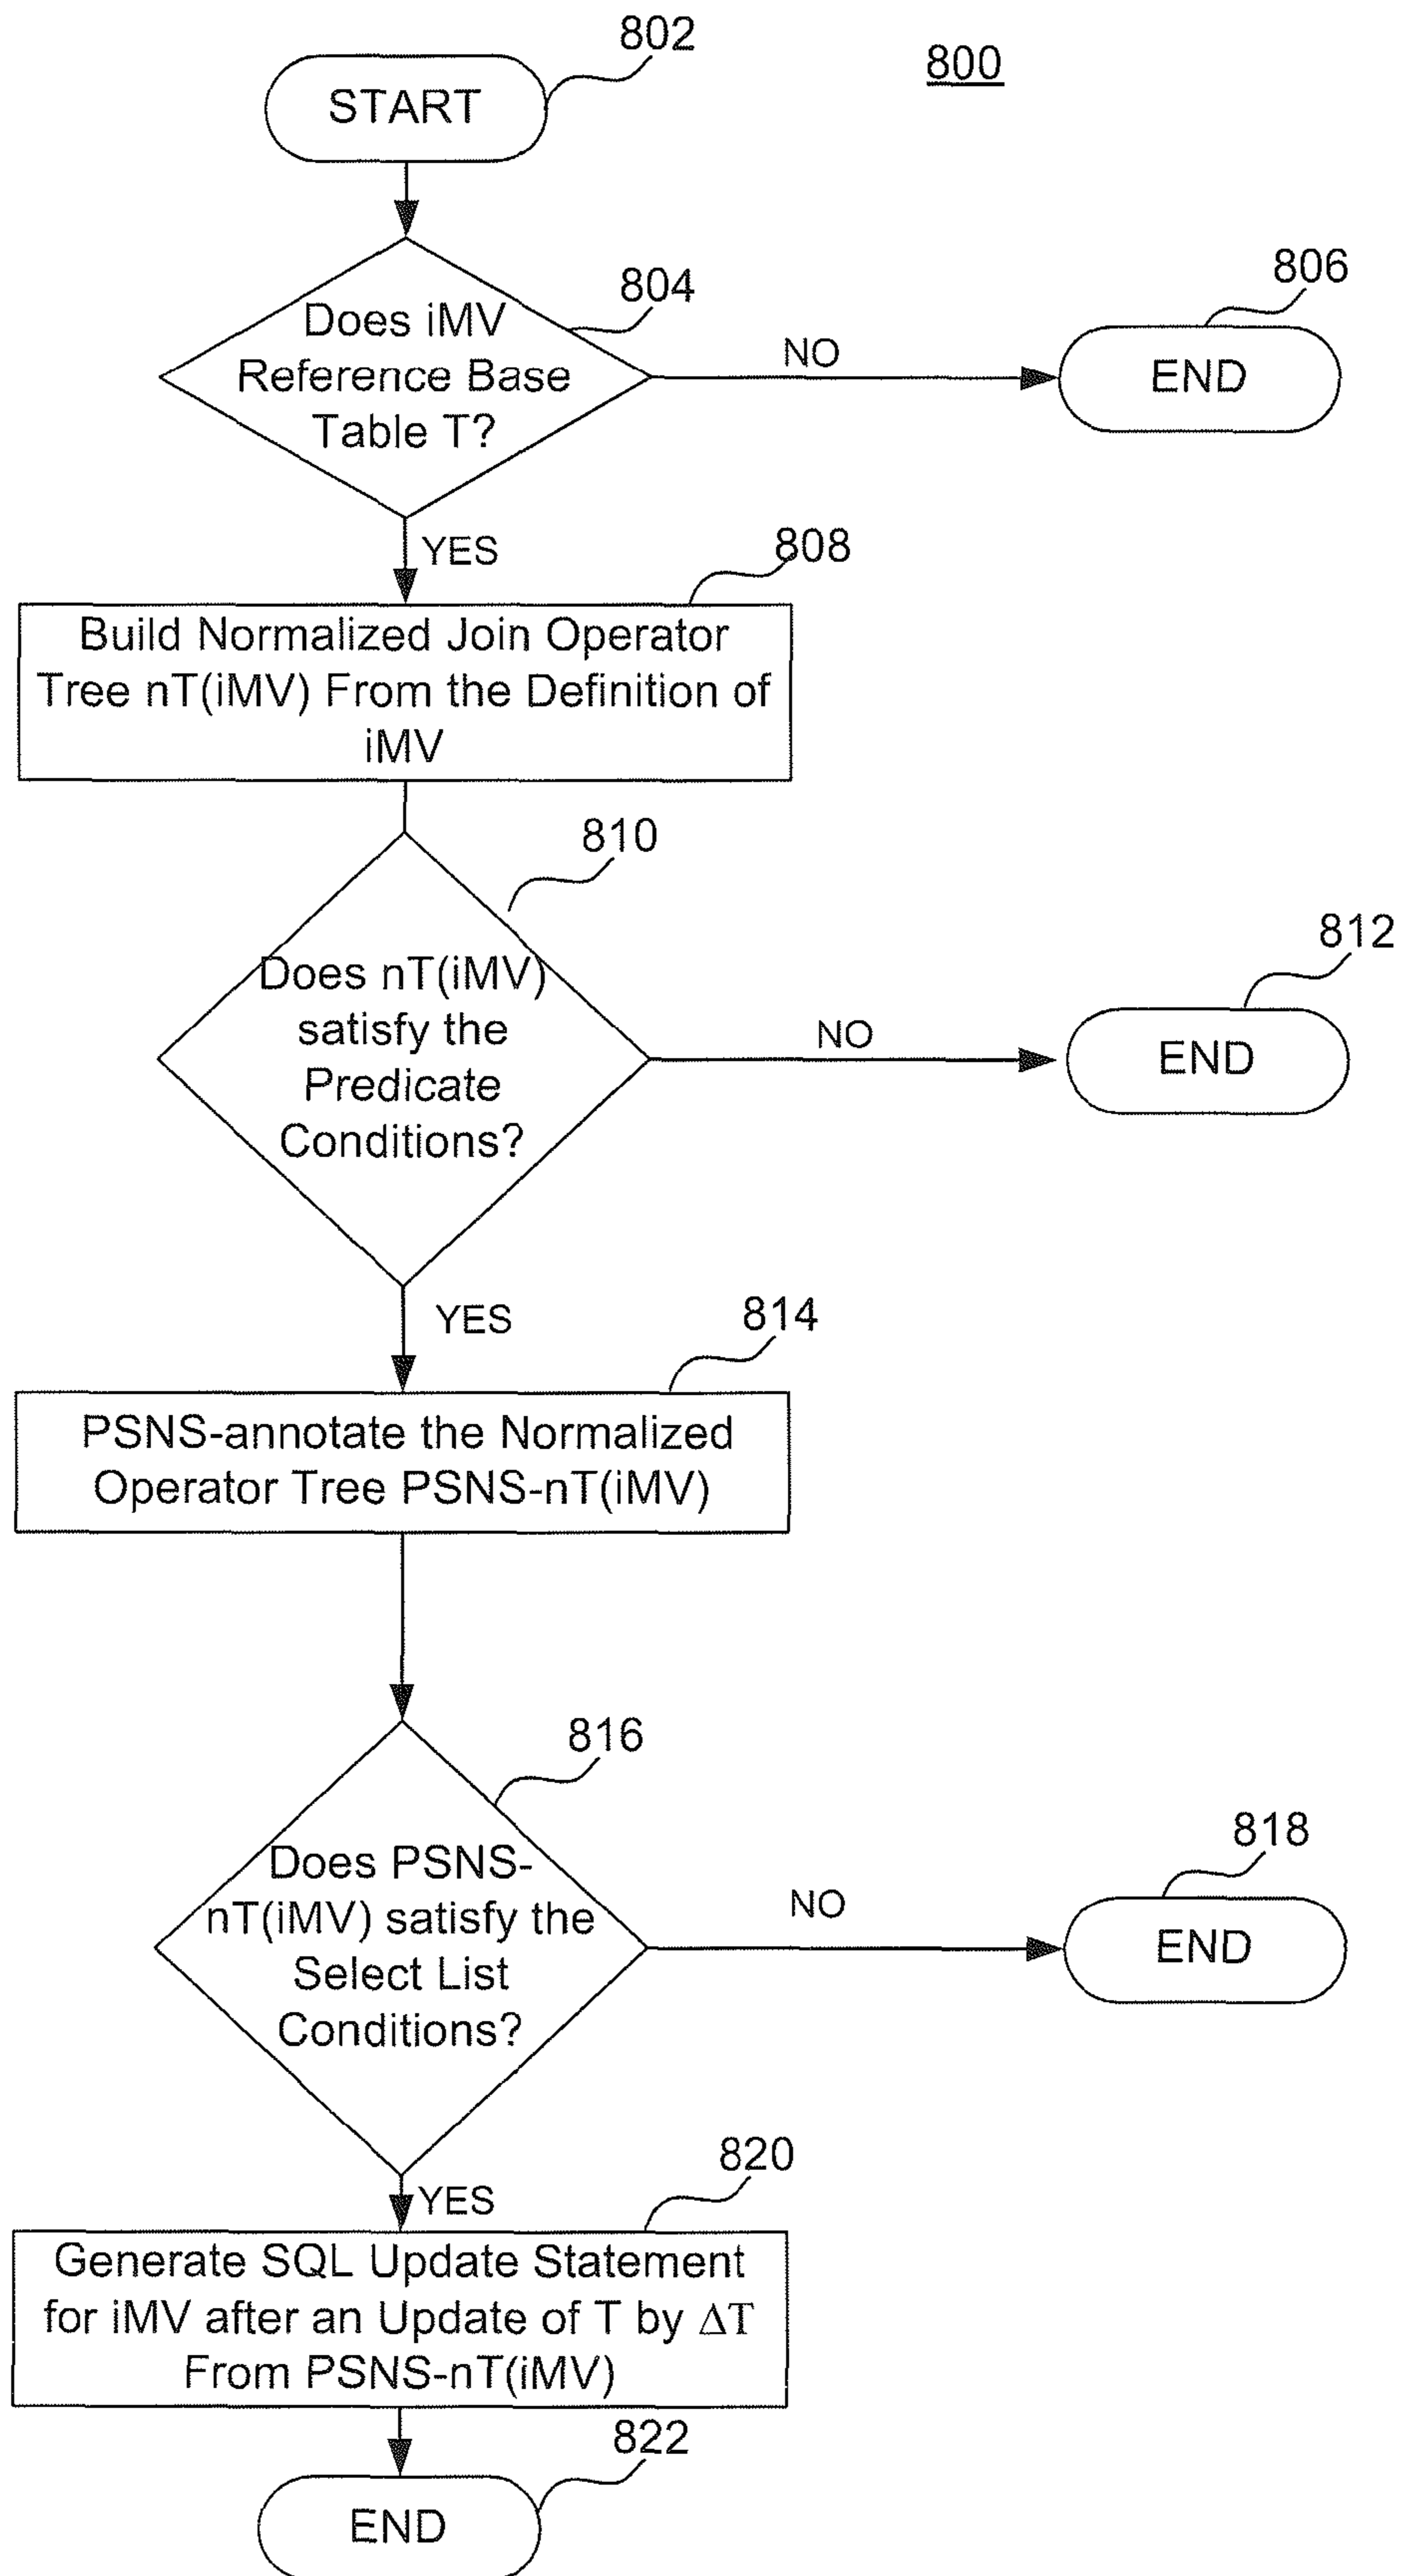 802
800
START
804
Does iMV
Reference Base
Table T?
NO
806
END
YES
808
Build Normalized Join Operator
Tree nT(iMV) From the Definition of
iMV
810
Does nT(iMV)
satisfy the
Predicate
Conditions?
NO
812
END
YES
814
PSNS-annotate the Normalized
Operator Tree PSNS-nT(iMV)
816
Does PSNS-
nT(iMV) satisfy the
Select List
Conditions?
NO
818
END
YES
820
Generate SQL Update Statement
for iMV after an Update of T by ΔT
From PSNS-nT(iMV)
822
END